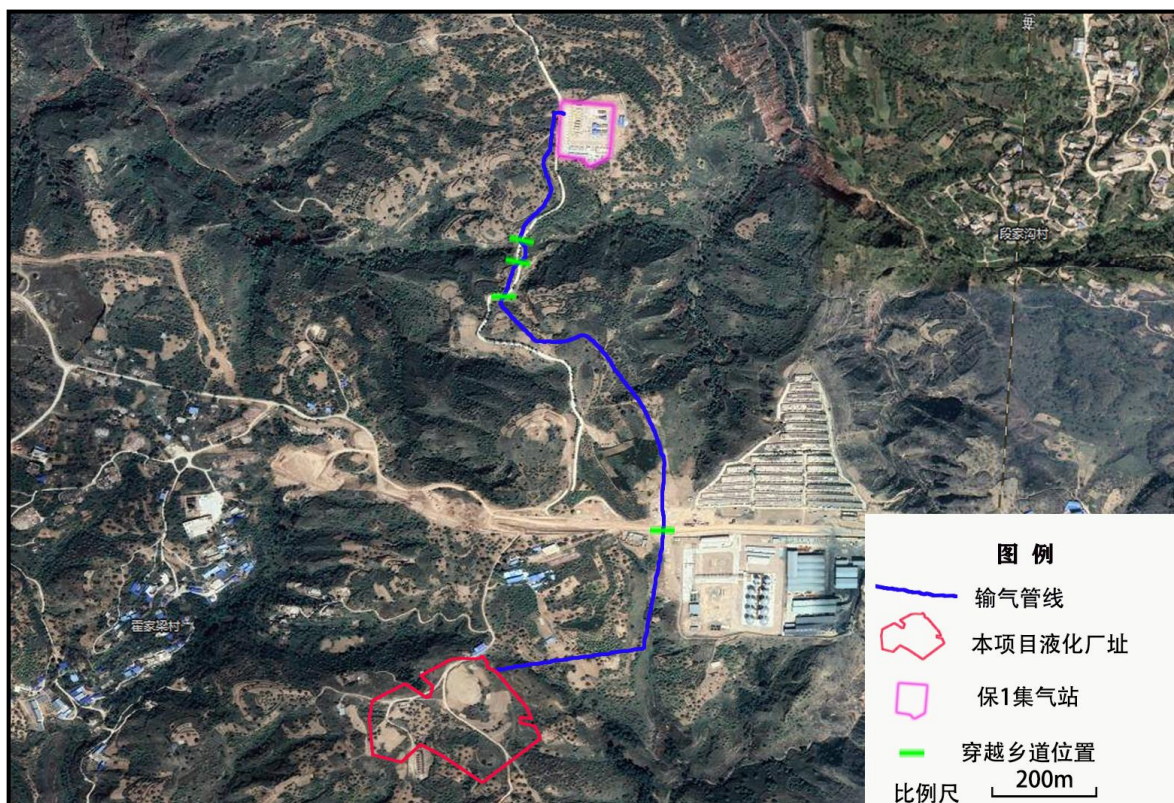 段家沟村
翟家梁村
图 例
输气管线
本项目液化厂址
保1集气站
穿越乡道位置
比例尺 200m